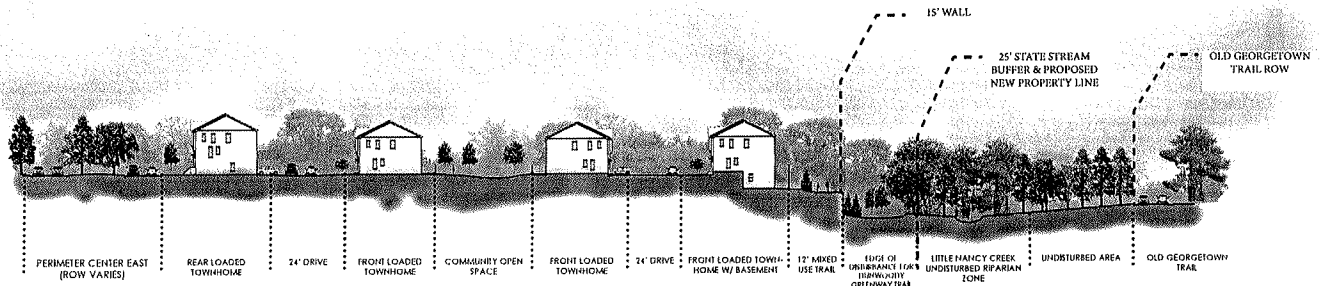 15' WALL
25' STATE STREAM
BUFFER & PROPOSED
NEW PROPERTY LINE
OLD GEORGETOWN
TRAIL ROW
PERIMETER CENTER EAST
(ROW VARIES)
REAR LOADED
TOWNHOME
24' DRIVE
FRONT LOADED
TOWNHOME
COMMUNITY OPEN
SPACE
FRONT LOADED
TOWNHOME
24' DRIVE
FRONT LOADED TOWN-
HOME W/ BASEMENT
12' MIXED
USE TRAIL
EDGE OF
DISTURBANCE FOR
DUNWOODY
GREENWAY TRAIL
LITTLE NANCY CREEK
UNDISTURBED RIPARIAN
ZONE
UNDISTURBED AREA
OLD GEORGETOWN
TRAIL